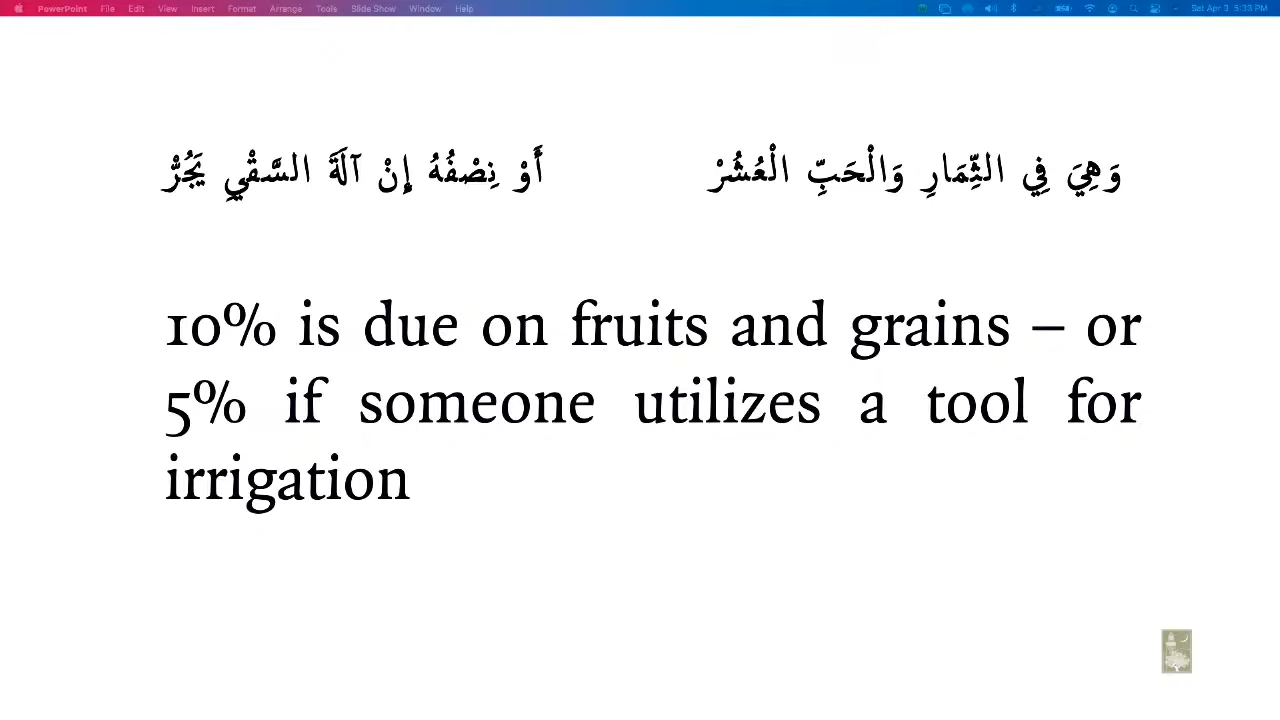 PowerPoint File Edit View Insert Format Arrange Tools Slide Show Window Help Sat Apr 3 5:33 PM
وَهِيَ فِي الثِّمَارِ وَالْحَبِّ الْعُشُرْ أَوْ نِصْفُهُ إِنْ آلَةَ السَّقْيِ يَجُرُّ
10% is due on fruits and grains – or
5% if someone utilizes a tool for
irrigation